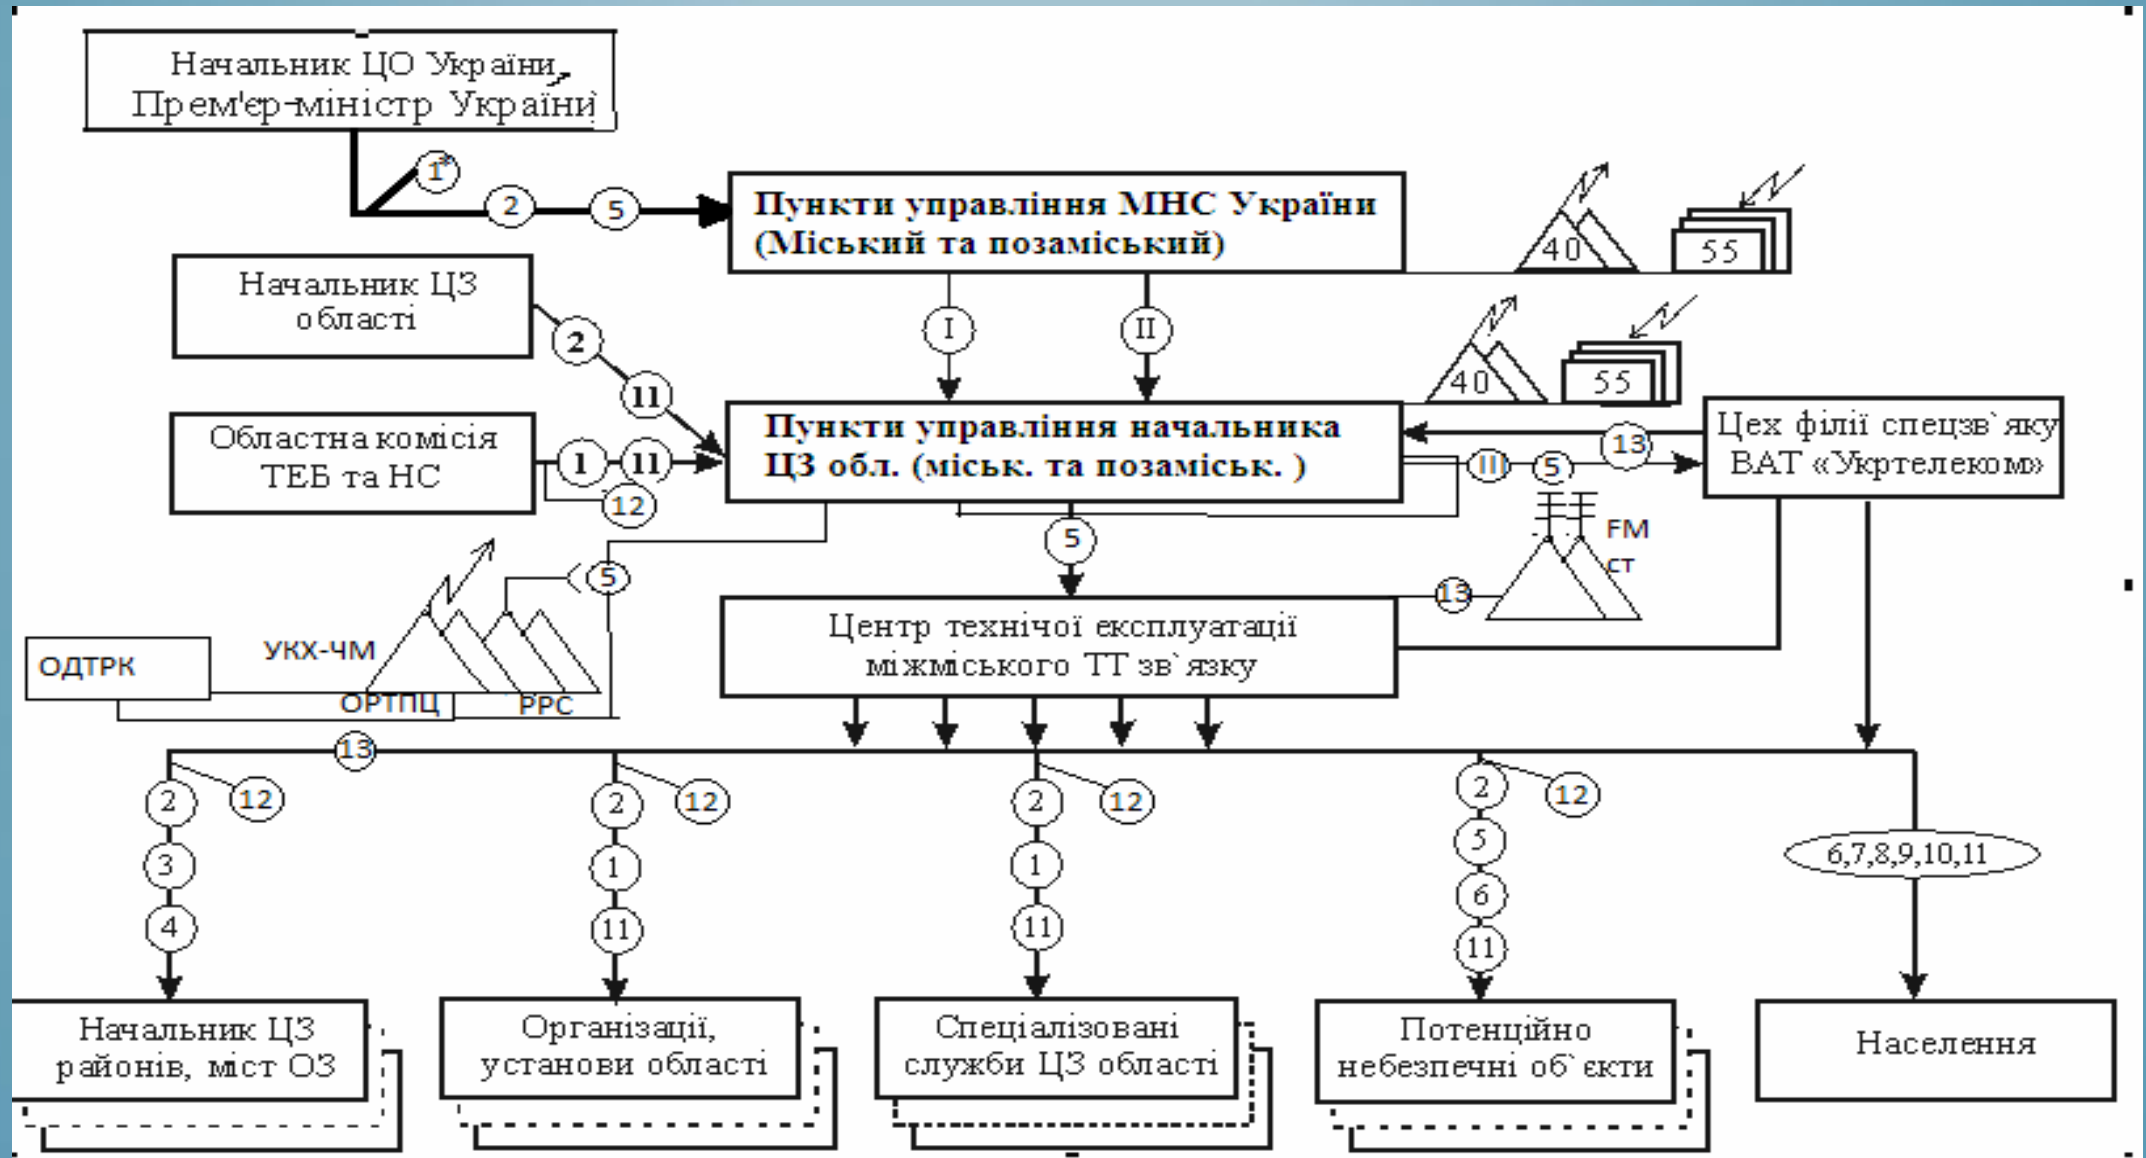 Начальник ЦО України,
Прем'єр-міністр України
1*
2
5
Пункти управління МНС України
(Міський та позаміський)
40
55
Начальник ЦЗ
області
2
11
I
II
40
55
Областна комісія
ТЕБ та НС
1
11
12
Пункти управління начальника
ЦЗ обл. (міськ. та позаміськ. )
13
III
5
Цех філії спецзв`яку
ВАТ «Укртелеком»
5
FM
СТ
5
13
Центр технічої експлуатації
міжміського ТТ зв`язку
УКХ-ЧМ
ОДТРК
ОРТПЦ
РРС
13
2
12
2
12
2
12
2
12
3
1
1
5
6,7,8,9,10,11
4
11
11
6
11
Начальник ЦЗ
районів, міст ОЗ
Організації,
установи області
Спеціалізовані
служби ЦЗ області
Потенційно
небезпечні об`єкти
Населення